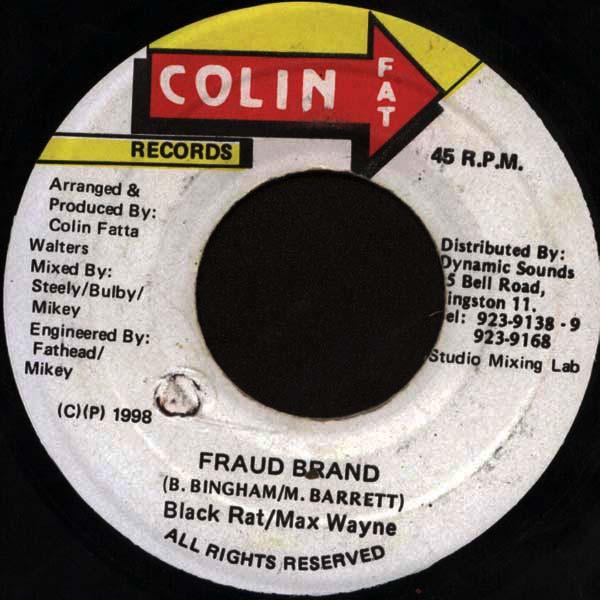 COLIN FAT
RECORDS
45 R.P.M.
Arranged &
Produced By:
Colin Fatta
Walters
Mixed By:
Steely/Bulby/
Mikey
Engineered By:
Fathead/
Mikey
(C)(P) 1998
Distributed By:
Dynamic Sounds
5 Bell Road,
ingston 11.
el: 923-9138 - 9
923-9168
Studio Mixing Lab
FRAUD BRAND
(B. BINGHAM/M. BARRETT)
Black Rat/Max Wayne
ALL RIGHTS RESERVED